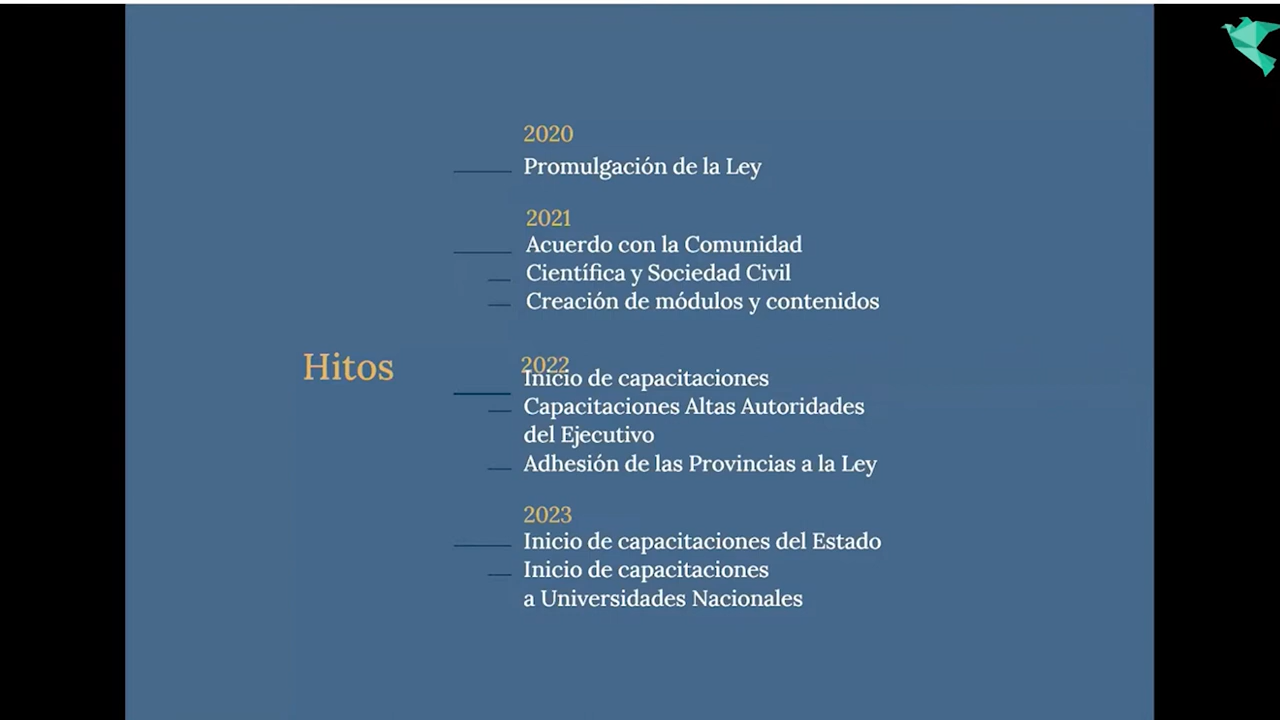 2020
Promulgación de la Ley
2021
Acuerdo con la Comunidad
Científica y Sociedad Civil
Creación de módulos y contenidos
Hitos
2022
Inicio de capacitaciones
Capacitaciones Altas Autoridades
del Ejecutivo
Adhesión de las Provincias a la Ley
2023
Inicio de capacitaciones del Estado
Inicio de capacitaciones
a Universidades Nacionales